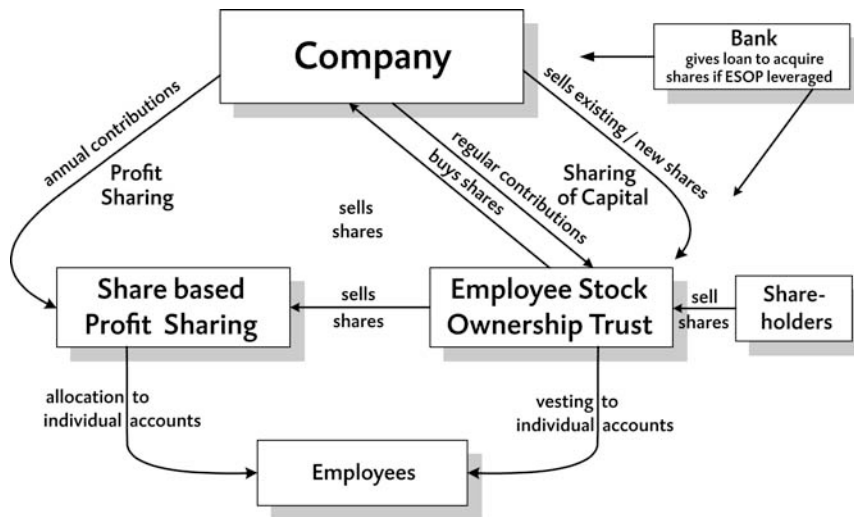 Company
Bank
gives loan to acquire
shares if ESOP leveraged
annual contributions
Profit
Sharing
regular contributions
buys shares
sells existing / new shares
Sharing
of Capital
sells
shares
Share based
Profit Sharing
sells
shares
Employee Stock
Ownership Trust
sell
shares
Share-
holders
allocation to
individual accounts
vesting to
individual accounts
Employees